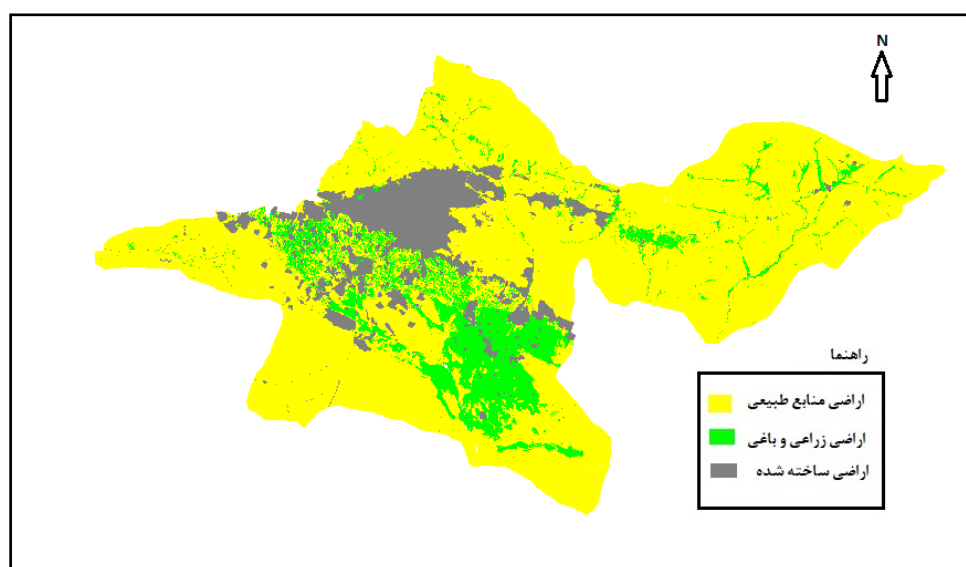 N
راهنما
اراضی منابع طبیعی
اراضی زراعی و باغی
اراضی ساخته شده